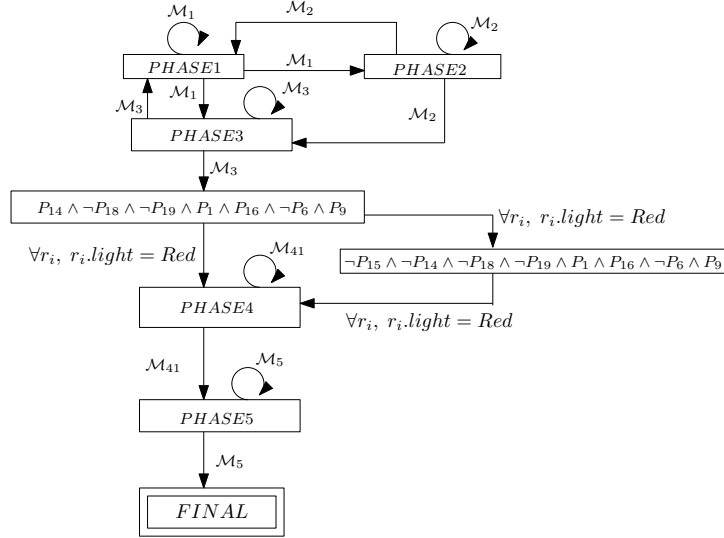 ℳ₁ ℳ₂ ℳ₂
PHASE1 ℳ₁ PHASE2
ℳ₃ ℳ₁ ℳ₃ ℳ₂
PHASE3
ℳ₃
P₁₄ ∧ ¬P₁₈ ∧ ¬P₁₉ ∧ P₁ ∧ P₁₆ ∧ ¬P₆ ∧ P₉
∀rᵢ, rᵢ.light = Red
∀rᵢ, rᵢ.light = Red ℳ₄₁
¬P₁₅ ∧ ¬P₁₄ ∧ ¬P₁₈ ∧ ¬P₁₉ ∧ P₁ ∧ P₁₆ ∧ ¬P₆ ∧ P₉
PHASE4
∀rᵢ, rᵢ.light = Red
ℳ₄₁ ℳ₅
PHASE5
ℳ₅
FINAL